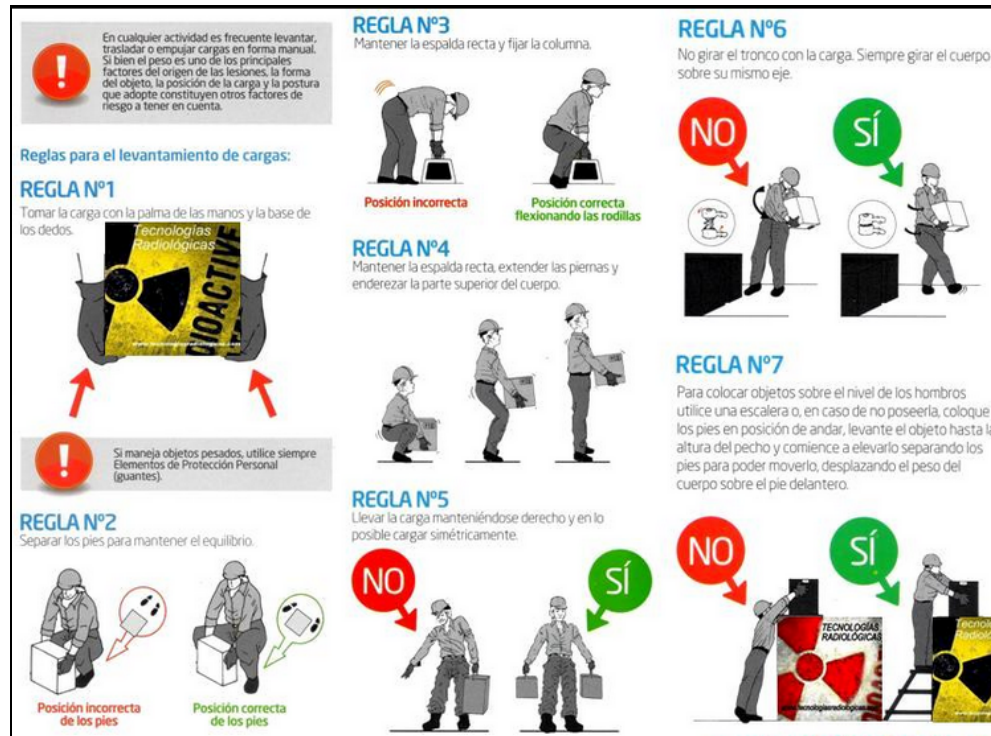 En cualquier actividad es frecuente levantar,
trasladar o empujar cargas en forma manual.
Si bien el peso es uno de los principales
factores del origen de las lesiones, la forma
del objeto, la posición de la carga y la postura
que adopte constituyen otros factores de
riesgo a tener en cuenta.
Reglas para el levantamiento de cargas:
REGLA Nº1
Tomar la carga con la palma de las manos y la base de
los dedos.
Tecnologías
Radiológicas
www.tecnologiasradiologicas.com
Si maneja objetos pesados, utilice siempre
Elementos de Protección Personal
(guantes).
REGLA Nº2
Separar los pies para mantener el equilibrio.
Posición incorrecta
de los pies
Posición correcta
de los pies
REGLA Nº3
Mantener la espalda recta y fijar la columna.
Posición incorrecta
Posición correcta
flexionando las rodillas
REGLA Nº4
Mantener la espalda recta, extender las piernas y
enderezar la parte superior del cuerpo.
REGLA Nº5
Llevar la carga manteniéndose derecho y en lo
posible cargar simétricamente.
NO
SÍ
REGLA Nº6
No girar el tronco con la carga. Siempre girar el cuerpo
sobre su mismo eje.
NO
SÍ
REGLA Nº7
Para colocar objetos sobre el nivel de los hombros
utilice una escalera o, en caso de no poseerla, coloque
los pies en posición de andar, levante el objeto hasta la
altura del pecho y comience a elevarlo separando los
pies para poder moverlo, desplazando el peso del
cuerpo sobre el pie delantero.
NO
SÍ
TECNOLOGÍAS
RADIOLÓGICAS